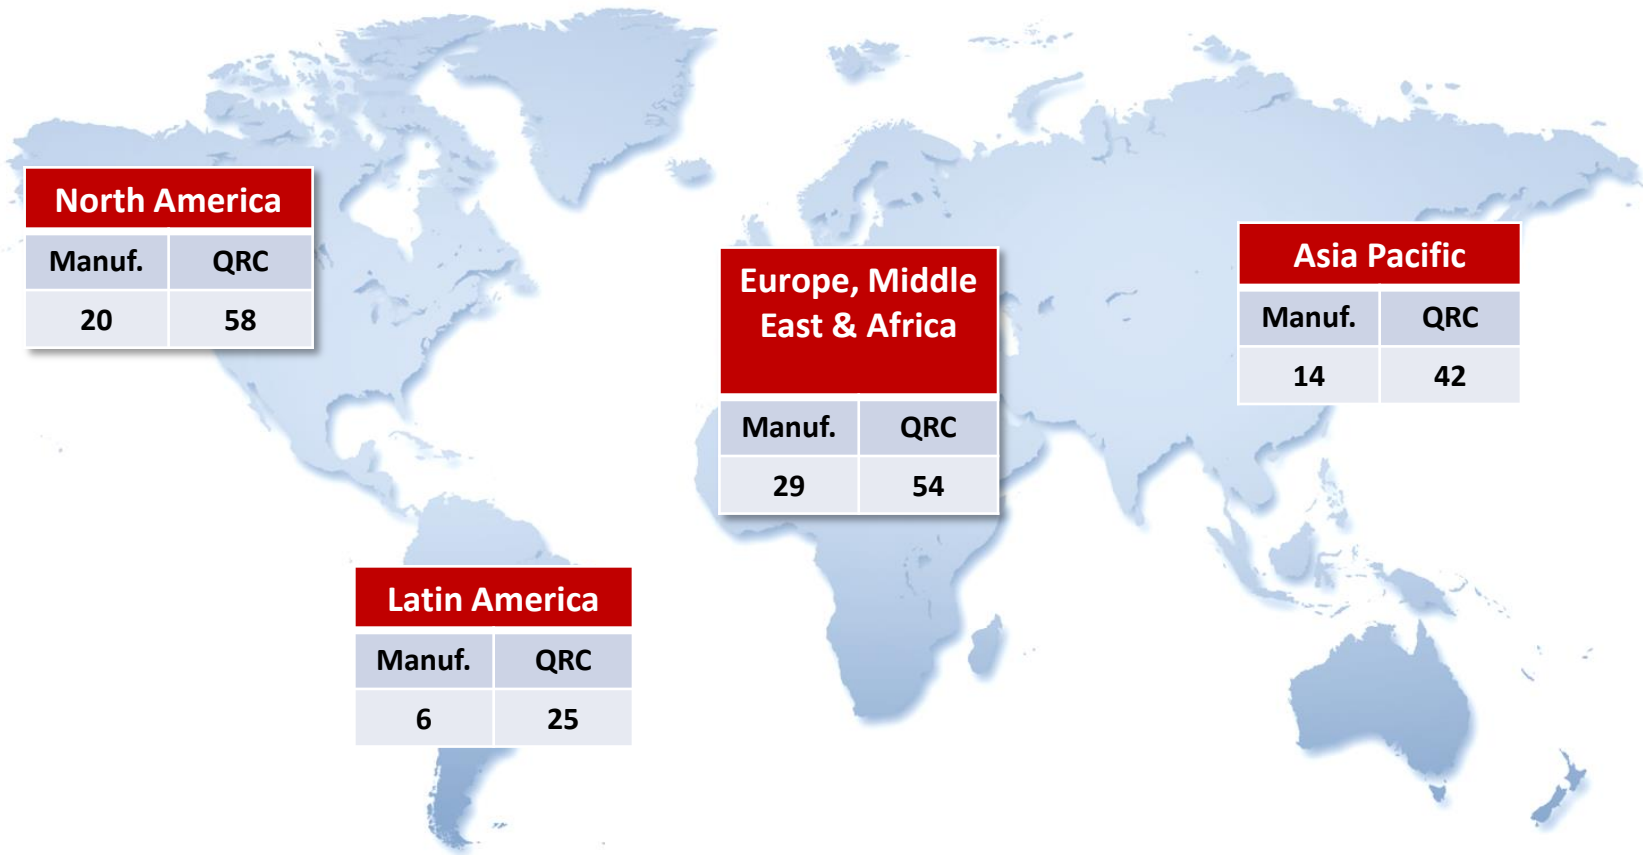 North America
Manuf. QRC
20 58
Europe, Middle
East & Africa
Manuf. QRC
29 54
Asia Pacific
Manuf. QRC
14 42
Latin America
Manuf. QRC
6 25